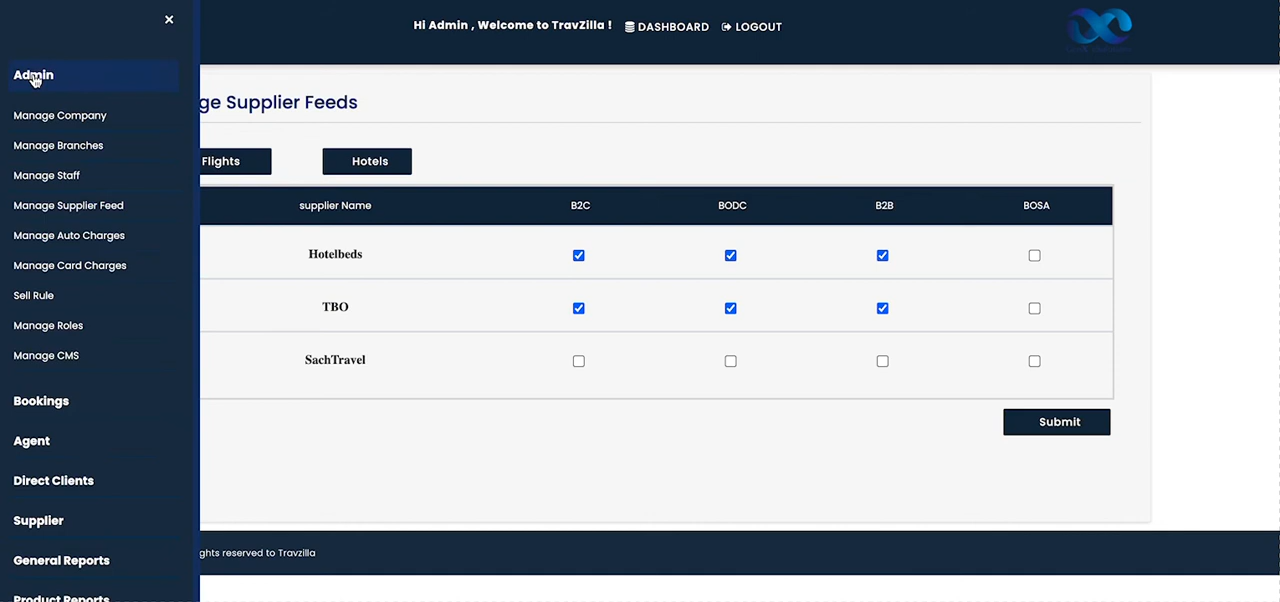 ×
Hi Admin , Welcome to TravZilla !
DASHBOARD
LOGOUT
Admin
Manage Company
Manage Branches
Manage Staff
Manage Supplier Feed
Manage Auto Charges
Manage Card Charges
Sell Rule
Manage Roles
Manage CMS
Bookings
Agent
Direct Clients
Supplier
General Reports
Product Reports
ge Supplier Feeds
Flights
Hotels
supplier Name B2C BODC B2B BOSA
Hotelbeds
TBO
SachTravel
Submit
ghts reserved to Travzilla